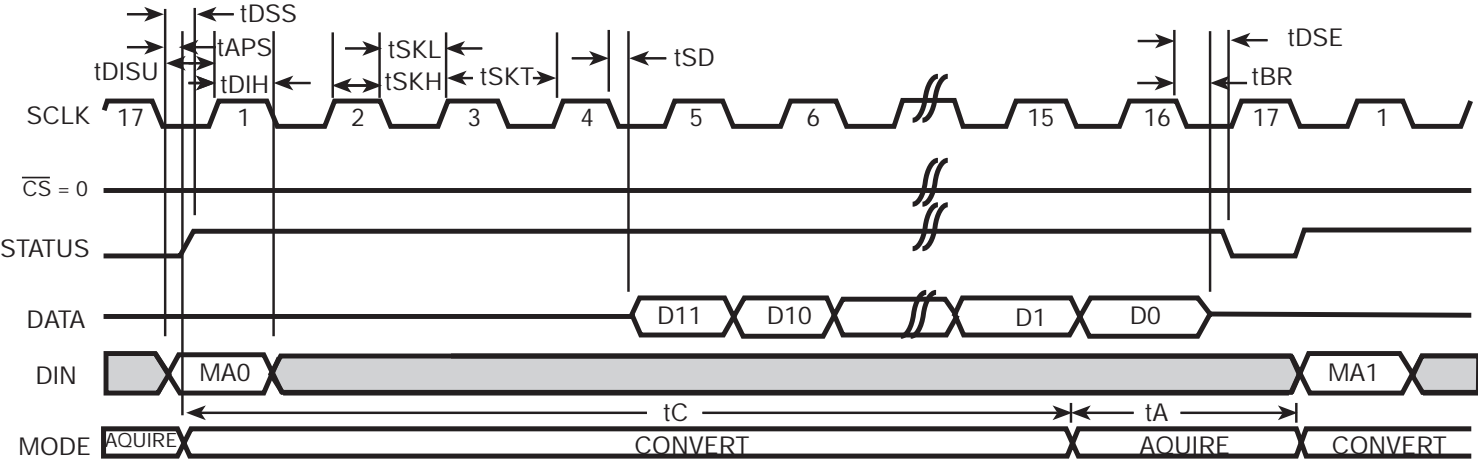 tDSS
tAPS
tDISU
tDIH
tSKL
tSKH
tSKT
tSD
tDSE
tBR
SCLK 17 1 2 3 4 5 6 15 16 17 1
CS = 0
STATUS
DATA D11 D10 D1 D0
DIN MA0 MA1
tC tA
MODE AQUIRE CONVERT AQUIRE CONVERT